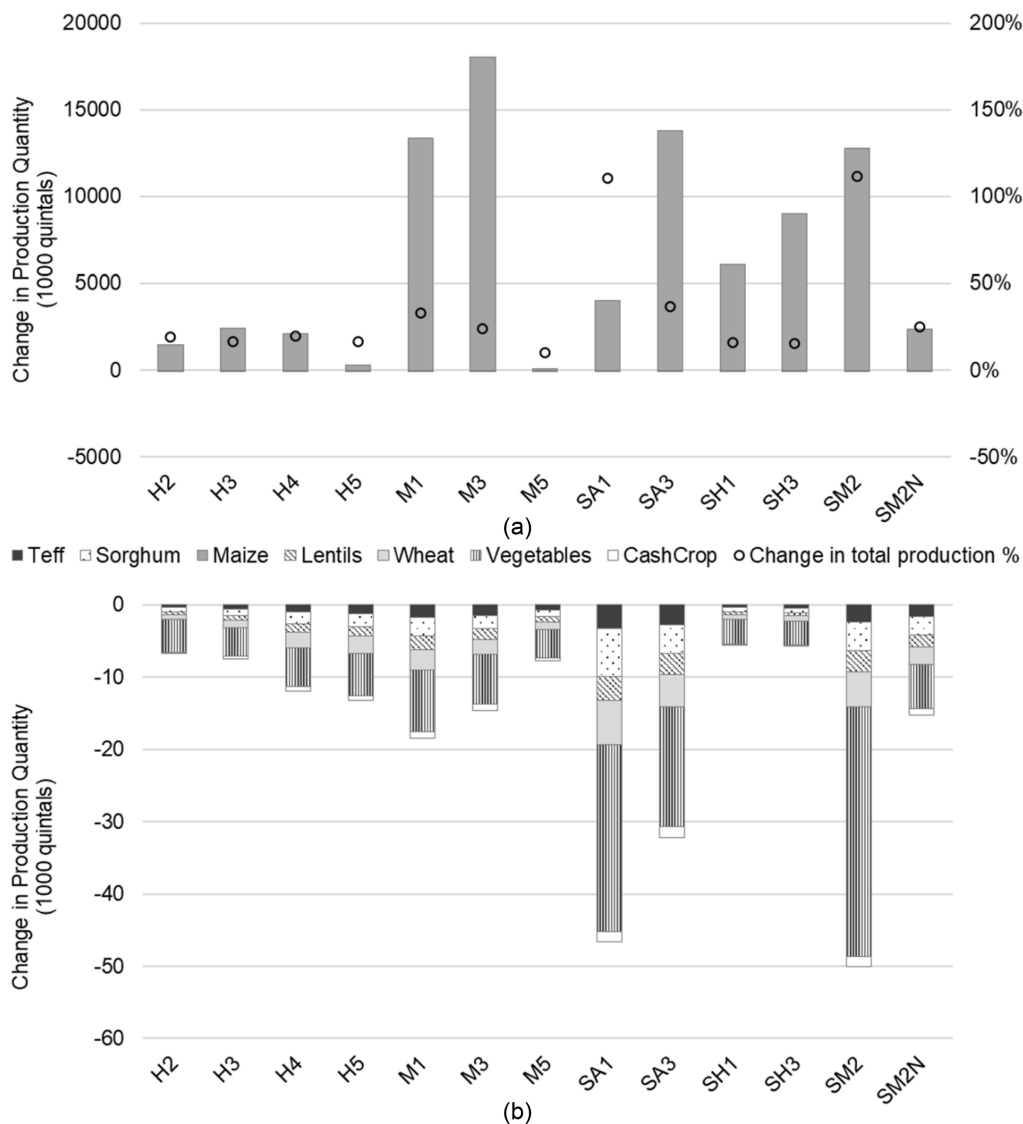 20000
15000
10000
5000
0
-5000
Change in Production Quantity
(1000 quintals)
200%
150%
100%
50%
0%
-50%
H2 H3 H4 H5 M1 M3 M5 SA1 SA3 SH1 SH3 SM2 SM2N
(a)
Teff Sorghum Maize Lentils Wheat Vegetables CashCrop Change in total production %
0
-10
-20
-30
-40
-50
-60
Change in Production Quantity
(1000 quintals)
H2 H3 H4 H5 M1 M3 M5 SA1 SA3 SH1 SH3 SM2 SM2N
(b)